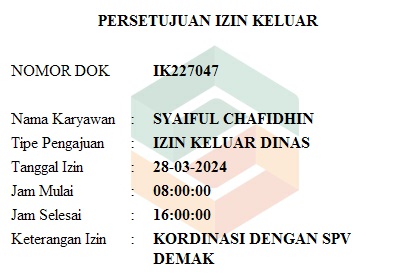 PERSETUJUAN IZIN KELUAR
NOMOR DOK IK227047
Nama Karyawan : SYAIFUL CHAFIDHIN
Tipe Pengajuan : IZIN KELUAR DINAS
Tanggal Izin : 28-03-2024
Jam Mulai : 08:00:00
Jam Selesai : 16:00:00
Keterangan Izin : KORDINASI DENGAN SPV
DEMAK